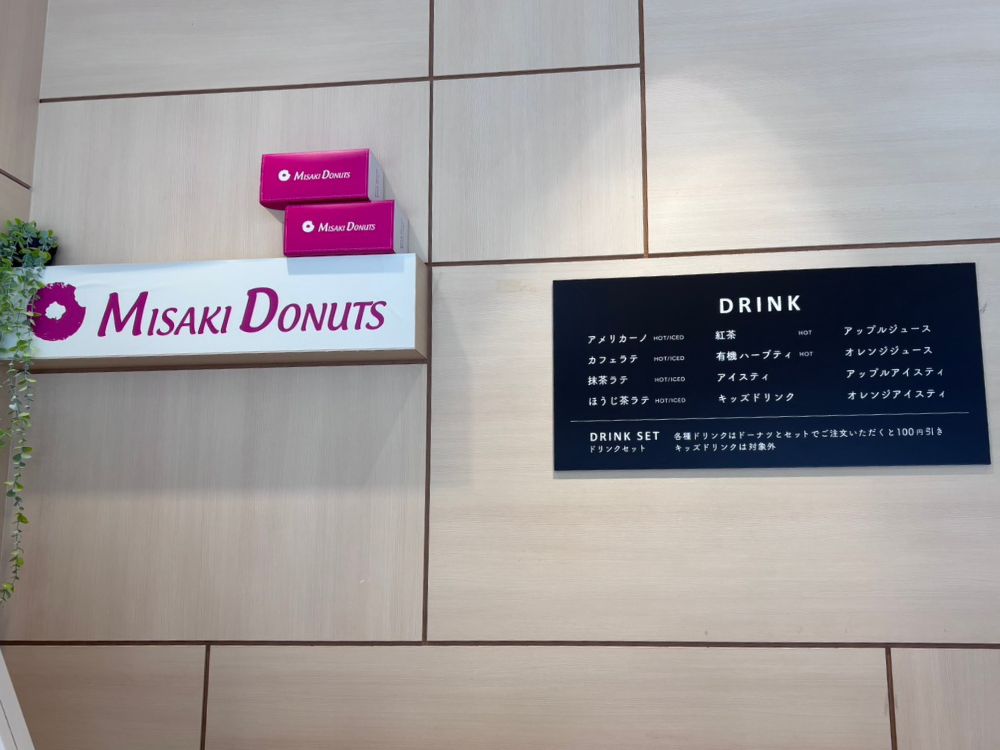 MISAKI DONUTS
MISAKI DONUTS
MISAKI DONUTS
DRINK
アメリカーノ HOT/ICED
カフェラテ HOT/ICED
抹茶ラテ HOT/ICED
ほうじ茶ラテ HOT/ICED
紅茶 HOT
有機ハーブティ HOT
アイスティ
キッズドリンク
アップルジュース
オレンジジュース
アップルアイスティ
オレンジアイスティ
DRINK SET
ドリンクセット
各種ドリンクはドーナツとセットでご注文いただくと100円引き
キッズドリンクは対象外